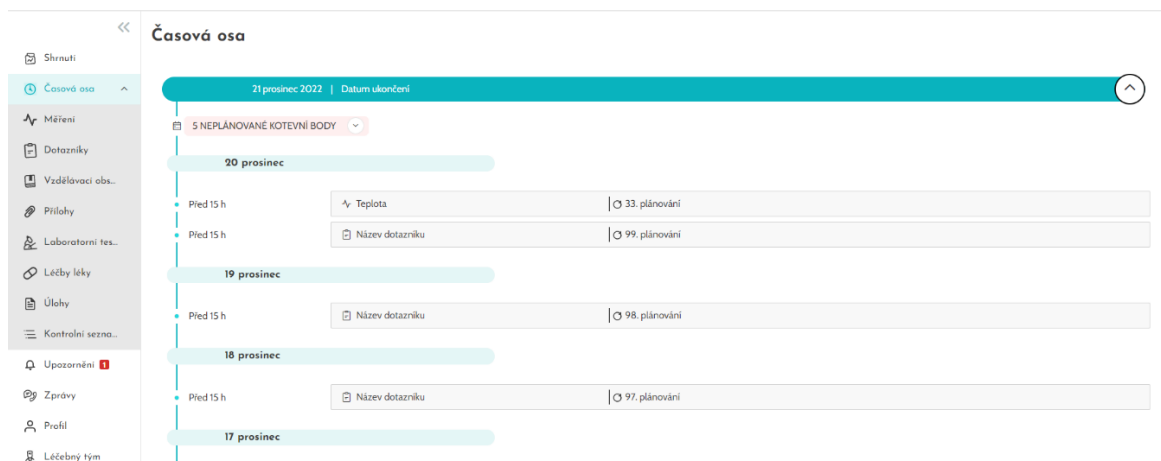 Časová osa
Shrnutí
Časová osa
Měření
Dotazníky
Vzdělávací obs...
Přílohy
Laboratorní tes...
Léčby léky
Úlohy
Kontrolní sezna...
Upozornění 1
Zprávy
Profil
Léčebný tým
21 prosinec 2022 | Datum ukončení
5 NEPLÁNOVANÉ KOTEVNÍ BODY
20 prosinec
Před 15 h Teplota 33. plánování
Před 15 h Název dotazníku 99. plánování
19 prosinec
Před 15 h Název dotazníku 98. plánování
18 prosinec
Před 15 h Název dotazníku 97. plánování
17 prosinec